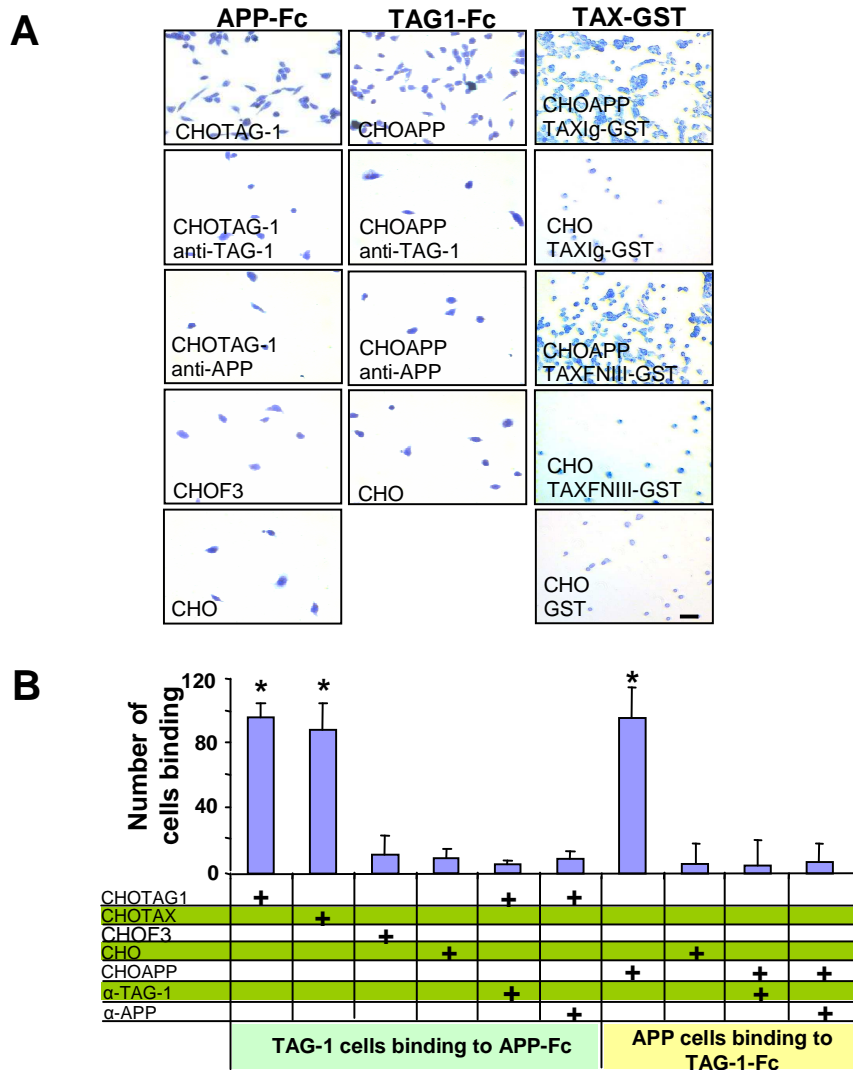 A
APP-Fc TAG1-Fc TAX-GST
CHOTAG-1
CHOAPP
CHOAPP
TAXIg-GST
CHOTAG-1
anti-TAG-1
CHOAPP
anti-TAG-1
CHO
TAXIg-GST
CHOTAG-1
anti-APP
CHOAPP
anti-APP
CHOAPP
TAXFNIII-GST
CHOF3
CHO
CHO
TAXFNIII-GST
CHO
CHO
GST
B
Number of
cells binding
120
80
40
0
* * *
CHOTAG1 + + +
CHOTAX +
CHOF3 +
CHO + +
CHOAPP + + +
α-TAG-1 + +
α-APP + +
TAG-1 cells binding to APP-Fc
APP cells binding to
TAG-1-Fc